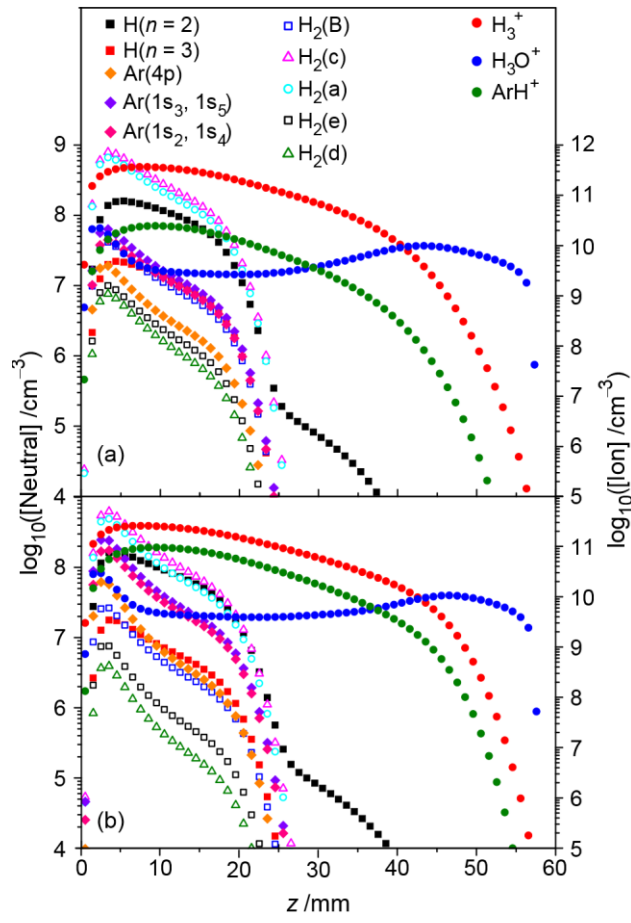 H(n = 2)
H(n = 3)
Ar(4p)
Ar(1s₃, 1s₅)
Ar(1s₂, 1s₄)
H₂(B)
H₂(c)
H₂(a)
H₂(e)
H₂(d)
H₃⁺
H₃O⁺
ArH⁺
9
8
7
6
5
4
12
11
10
9
8
7
6
5
(a)
log₁₀([Neutral] /cm⁻³)
log₁₀([Ion] /cm⁻³)
8
7
6
5
4
11
10
9
8
7
6
5
(b)
0 10 20 30 40 50 60
z /mm